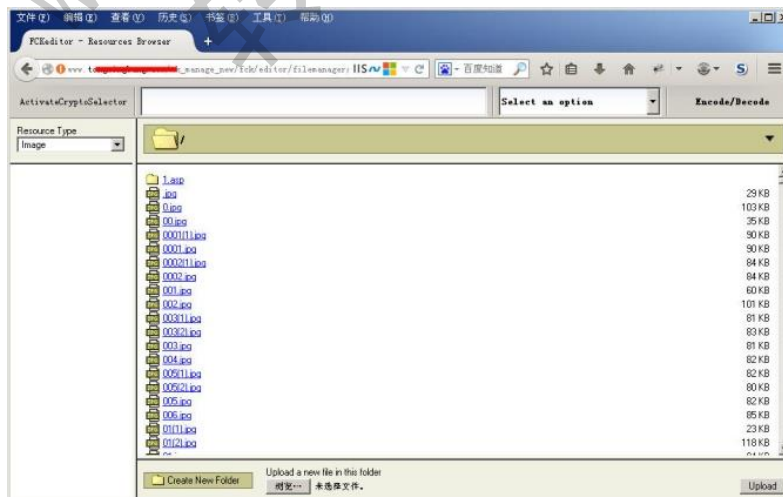 文件(F) 编辑(E) 查看(V) 历史(S) 书签(B) 工具(T) 帮助(H)
FCKeditor - Resources Browser +
www. _manage_new/fck/editor/filemanager/ IIS 百度知道 S
ActivateCryptoSelector Select an option Encode/Decode
Resource Type
Image
/
1.asp
.jpg 29 KB
0.jpg 103 KB
00.jpg 35 KB
0001(1).jpg 90 KB
0001.jpg 90 KB
0002(1).jpg 84 KB
0002.jpg 84 KB
001.jpg 60 KB
002.jpg 101 KB
003(1).jpg 81 KB
003(2).jpg 83 KB
003.jpg 81 KB
004.jpg 82 KB
005(1).jpg 82 KB
005(2).jpg 80 KB
005.jpg 82 KB
006.jpg 85 KB
01(1).jpg 23 KB
01(2).jpg 118 KB
Create New Folder
Upload a new file in this folder
浏览… 未选择文件。 Upload